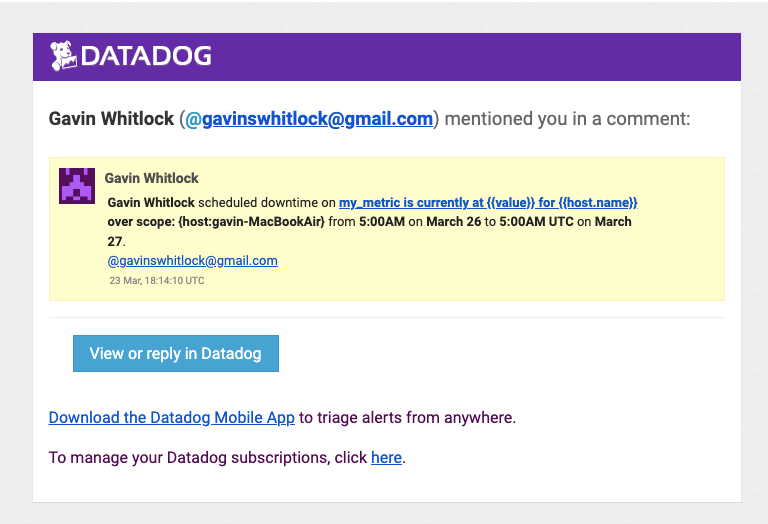 DATADOG
Gavin Whitlock (@gavinswhitlock@gmail.com) mentioned you in a comment:
Gavin Whitlock
Gavin Whitlock scheduled downtime on my_metric is currently at {{value}} for {{host.name}}
over scope: {host:gavin-MacBookAir} from 5:00AM on March 26 to 5:00AM UTC on March
27.
@gavinswhitlock@gmail.com
23 Mar, 18:14:10 UTC
View or reply in Datadog
Download the Datadog Mobile App to triage alerts from anywhere.
To manage your Datadog subscriptions, click here.